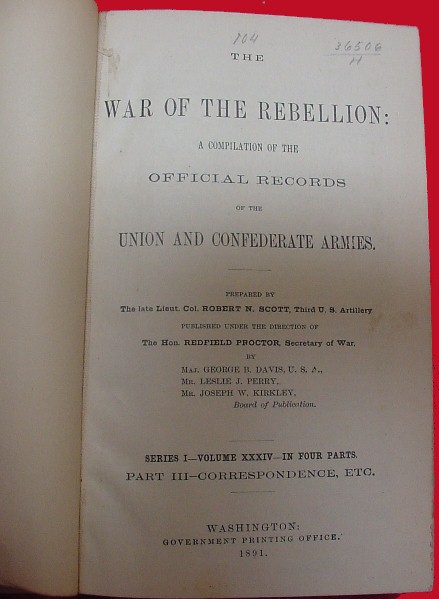 104
36506
H
THE
WAR OF THE REBELLION:
A COMPILATION OF THE
OFFICIAL RECORDS
OF THE
UNION AND CONFEDERATE ARMIES.
PREPARED BY
The late Lieut. Col. ROBERT N. SCOTT, Third U. S. Artillery
PUBLISHED UNDER THE DIRECTION OF
The Hon. REDFIELD PROCTOR, Secretary of War,
BY
MAJ. GEORGE B. DAVIS, U. S. A.,
MR. LESLIE J. PERRY,
MR. JOSEPH W. KIRKLEY,
Board of Publication.
SERIES I—VOLUME XXXIV—IN FOUR PARTS.
PART III—CORRESPONDENCE, ETC.
WASHINGTON:
GOVERNMENT PRINTING OFFICE.
1891.